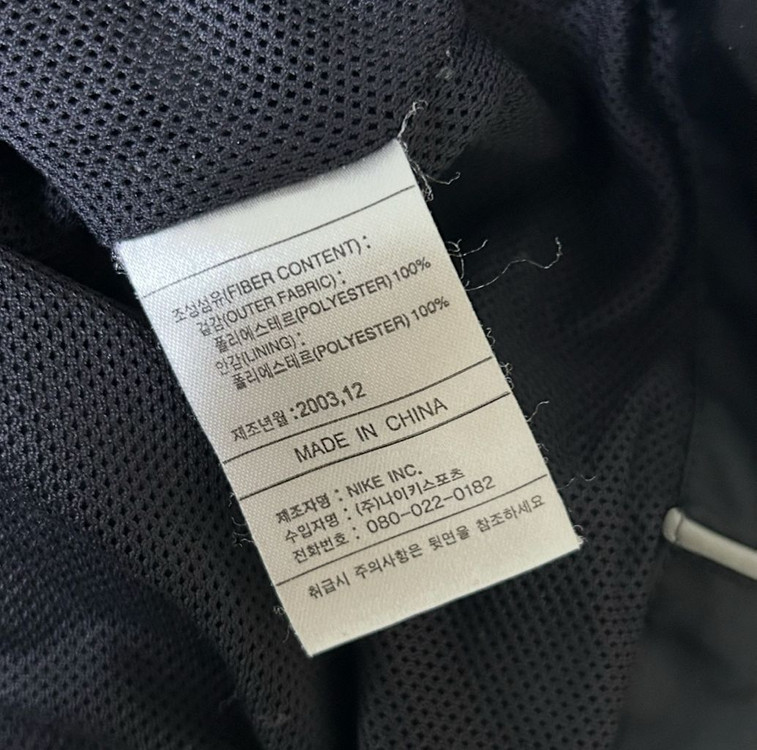 조성섬유(FIBER CONTENT):
겉감(OUTER FABRIC):
폴리에스테르(POLYESTER) 100%
안감(LINING):
폴리에스테르(POLYESTER) 100%
제조년월:2003,12
MADE IN CHINA
제조자명 : NIKE INC.
수입자명 : (주)나이키스포츠
전화번호 : 080-022-0182
취급시 주의사항은 뒷면을 참조하세요